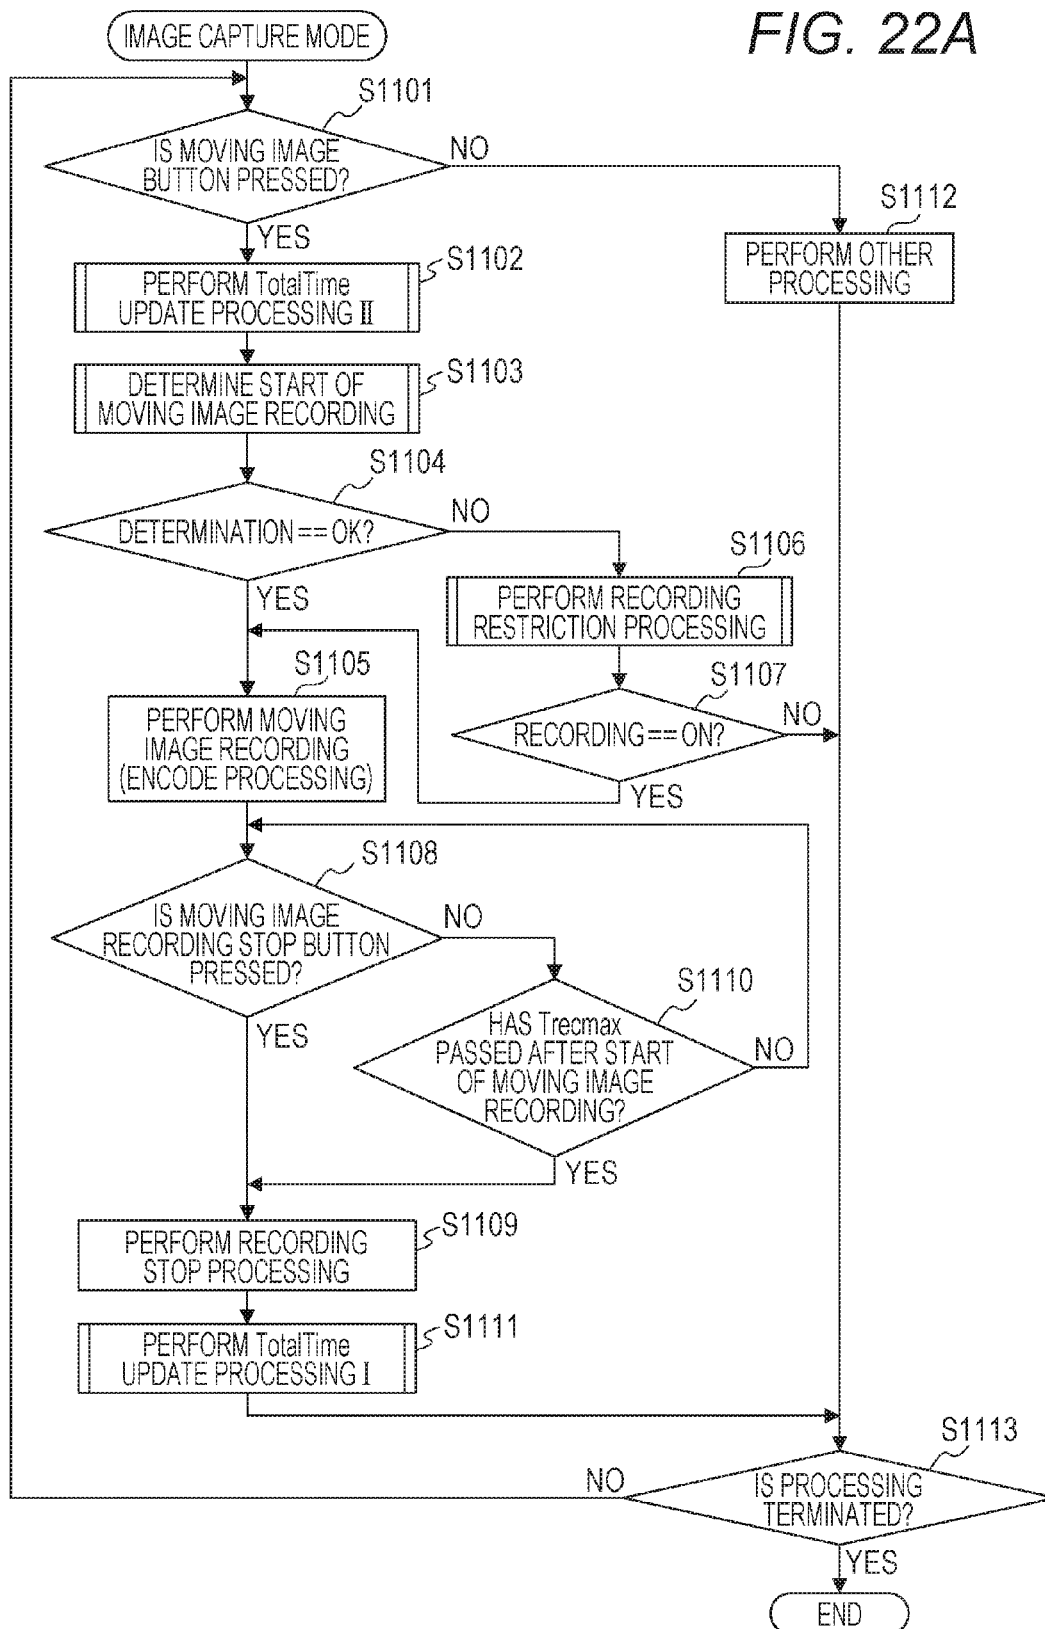 FIG. 22A
IMAGE CAPTURE MODE
S1101
IS MOVING IMAGE
BUTTON PRESSED?
NO
YES
S1112
PERFORM OTHER
PROCESSING
S1102
PERFORM TotalTime
UPDATE PROCESSING II
S1103
DETERMINE START OF
MOVING IMAGE RECORDING
S1104
DETERMINATION == OK?
NO
YES
S1106
PERFORM RECORDING
RESTRICTION PROCESSING
S1105
PERFORM MOVING
IMAGE RECORDING
(ENCODE PROCESSING)
S1107
RECORDING == ON?
NO
YES
S1108
IS MOVING IMAGE
RECORDING STOP BUTTON
PRESSED?
NO
YES
S1110
HAS Trecmax
PASSED AFTER START
OF MOVING IMAGE
RECORDING?
NO
YES
S1109
PERFORM RECORDING
STOP PROCESSING
S1111
PERFORM TotalTime
UPDATE PROCESSING I
S1113
IS PROCESSING
TERMINATED?
NO
YES
END